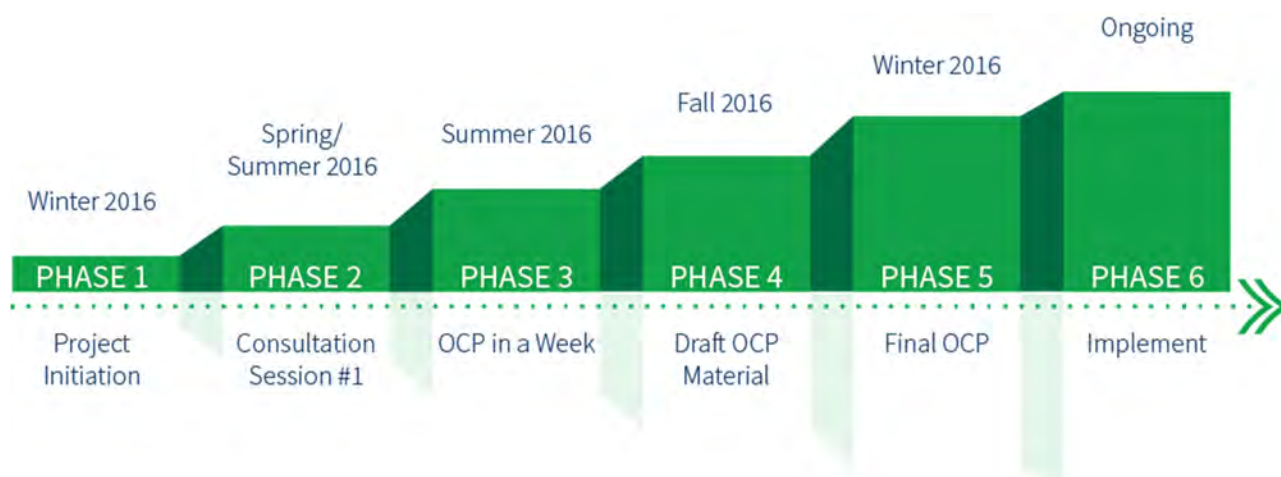 Ongoing
Winter 2016
Fall 2016
Spring/
Summer 2016
Summer 2016
Winter 2016
PHASE 1
PHASE 2
PHASE 3
PHASE 4
PHASE 5
PHASE 6
Project
Initiation
Consultation
Session #1
OCP in a Week
Draft OCP
Material
Final OCP
Implement